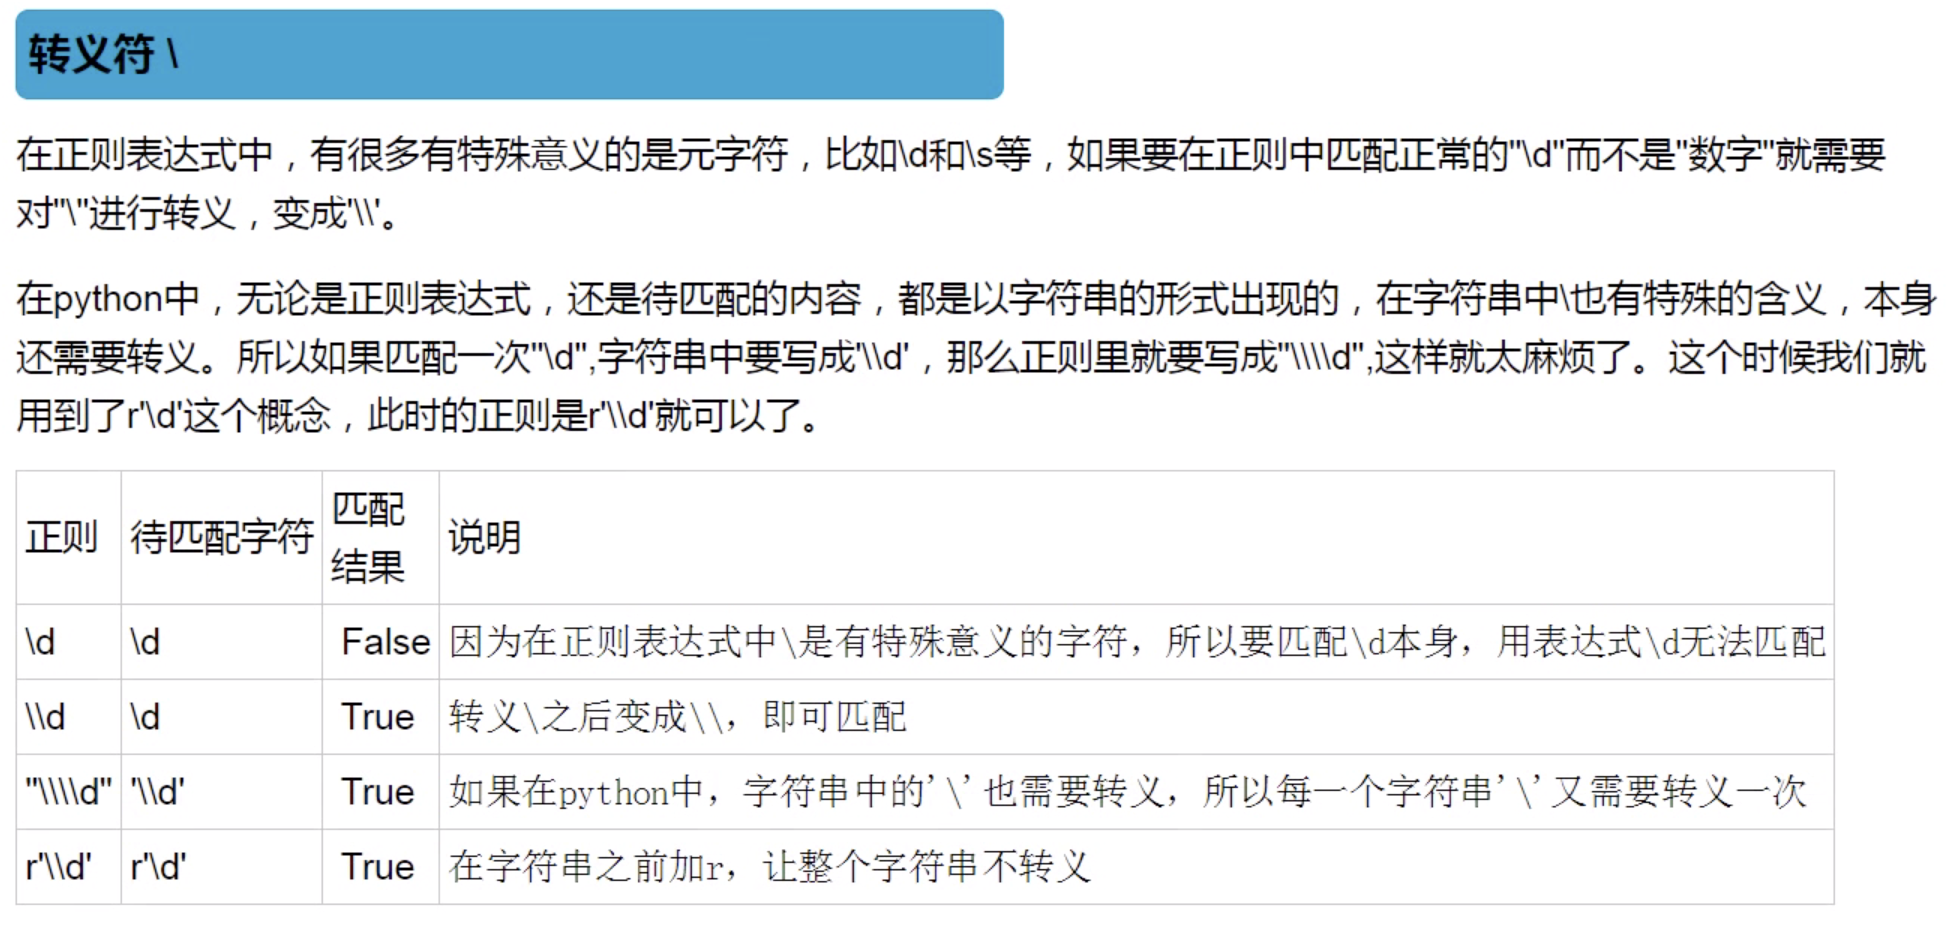 转义符 \
在正则表达式中，有很多有特殊意义的是元字符，比如\d和\s等，如果要在正则中匹配正常的"\d"而不是"数字"就需要
对"\"进行转义，变成'\\'。
在python中，无论是正则表达式，还是待匹配的内容，都是以字符串的形式出现的，在字符串中\也有特殊的含义，本身
还需要转义。所以如果匹配一次"\d",字符串中要写成'\\d'，那么正则里就要写成"\\\\d",这样就太麻烦了。这个时候我们就
用到了r'\d'这个概念，此时的正则是r'\\d'就可以了。
正则 待匹配字符 匹配结果 说明
\d \d False 因为在正则表达式中\是有特殊意义的字符，所以要匹配\d本身，用表达式\d无法匹配
\\d \d True 转义\之后变成\\，即可匹配
"\\\\d" '\\d' True 如果在python中，字符串中的'\'也需要转义，所以每一个字符串'\'又需要转义一次
r'\\d' r'\d' True 在字符串之前加r，让整个字符串不转义